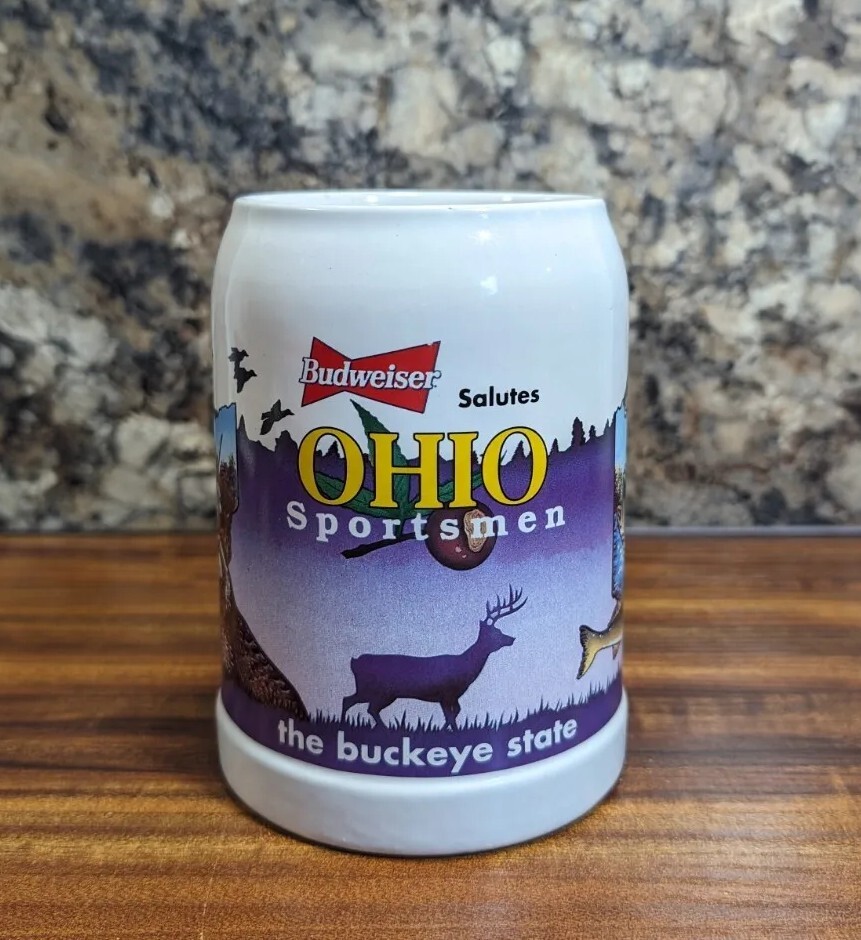 Budweiser Salutes
OHIO
Sportsmen
the buckeye state